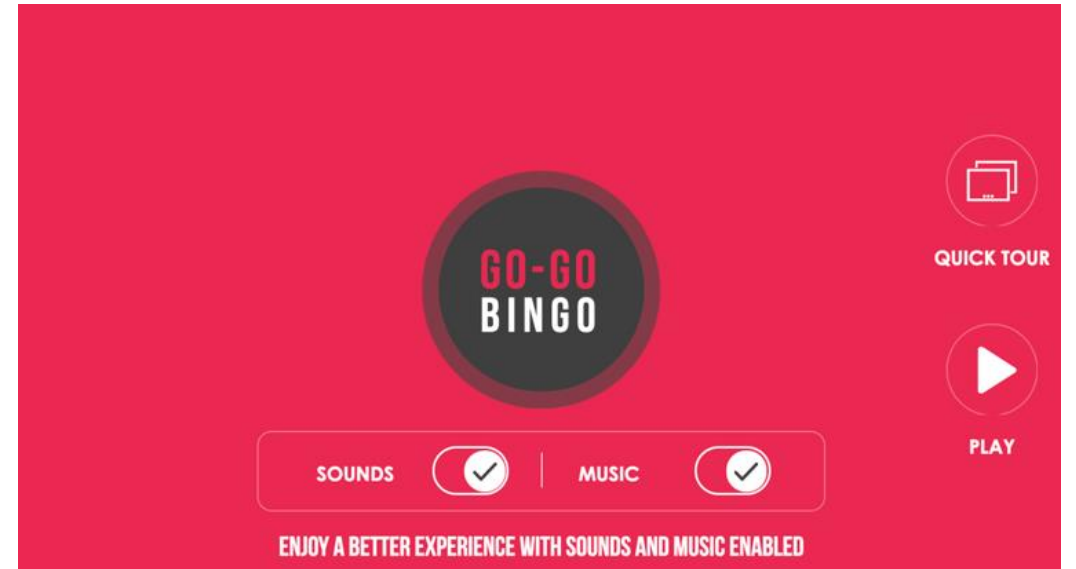 GO-GO
BINGO
QUICK TOUR
PLAY
SOUNDS
MUSIC
ENJOY A BETTER EXPERIENCE WITH SOUNDS AND MUSIC ENABLED